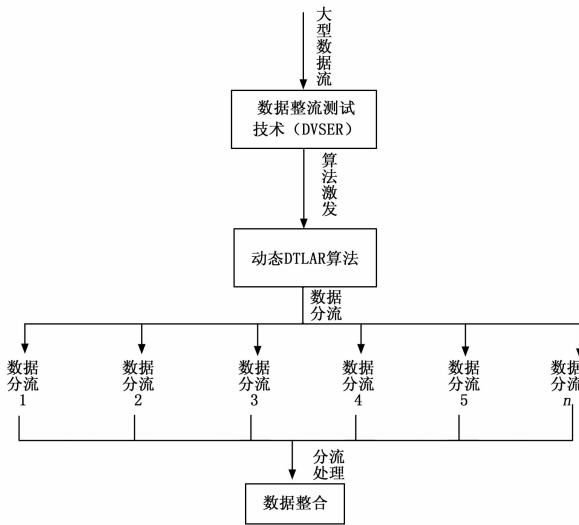 大型数据流
数据整流测试
技术（DVSER）
算法激发
动态DTLAR算法
数据
分流
数据
分流
1
数据
分流
2
数据
分流
3
数据
分流
4
数据
分流
5
数据
分流
n
分流
处理
数据整合